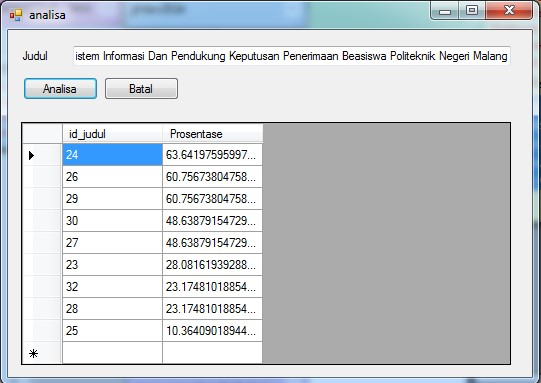 analisa
Judul istem Informasi Dan Pendukung Keputusan Penerimaan Beasiswa Politeknik Negeri Malang
Analisa Batal
id_judul Prosentase
24 63.64197595997...
26 60.75673804758...
29 60.75673804758...
30 48.63879154729...
27 48.63879154729...
23 28.08161939288...
32 23.17481018854...
28 23.17481018854...
25 10.36409018944...